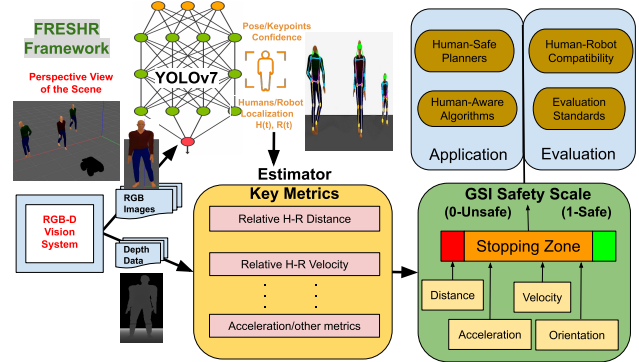 FRESHR
Framework
Perspective View
of the Scene
YOLOv7
Pose/Keypoints
Confidence
Humans/Robot
Localization
H(t), R(t)
RGB-D
Vision
System
RGB
Images
Depth
Data
Estimator
Key Metrics
Relative H-R Distance
Relative H-R Velocity
Acceleration/other metrics
Human-Safe
Planners
Human-Aware
Algorithms
Application
Human-Robot
Compatibility
Evaluation
Standards
Evaluation
GSI Safety Scale
(0-Unsafe) (1-Safe)
Stopping Zone
Distance
Velocity
Acceleration
Orientation